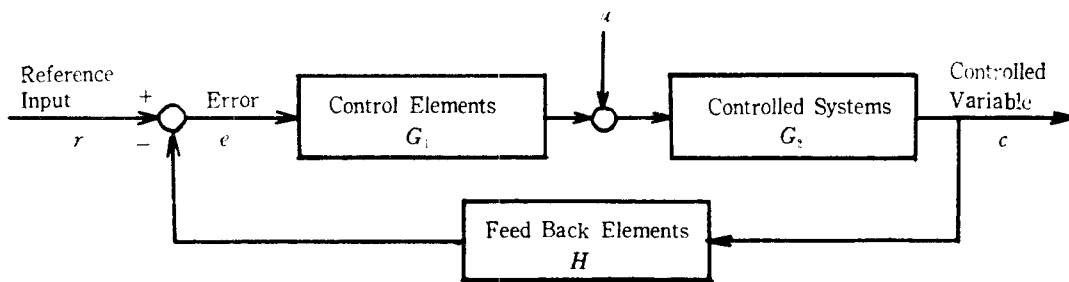 Reference
Input
r
+
−
Error
e
Control Elements
G₁
Controlled Systems
G₂
Controlled
Variable
c
Feed Back Elements
H